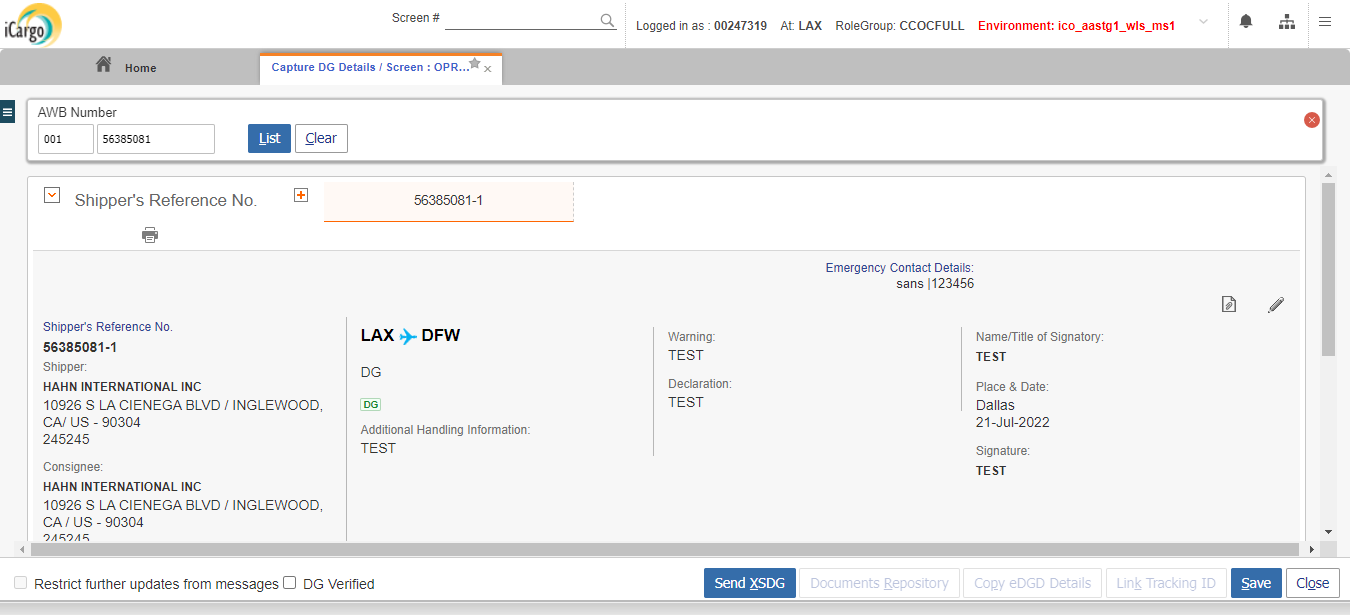 iCargo
Screen #
Logged in as : 00247319 At: LAX RoleGroup: CCOCFULL Environment: ico_aastg1_wls_ms1
Home
Capture DG Details / Screen : OPR...
AWB Number
001 56385081 List Clear
Shipper's Reference No. 56385081-1
Emergency Contact Details:
sans |123456
Shipper's Reference No.
56385081-1
Shipper:
HAHN INTERNATIONAL INC
10926 S LA CIENEGA BLVD / INGLEWOOD,
CA/ US - 90304
245245
Consignee:
HAHN INTERNATIONAL INC
10926 S LA CIENEGA BLVD / INGLEWOOD,
CA / US - 90304
245245
LAX DFW
DG
DG
Additional Handling Information:
TEST
Warning:
TEST
Declaration:
TEST
Name/Title of Signatory:
TEST
Place & Date:
Dallas
21-Jul-2022
Signature:
TEST
Restrict further updates from messages DG Verified
Send XSDG Documents Repository Copy eDGD Details Link Tracking ID Save Close